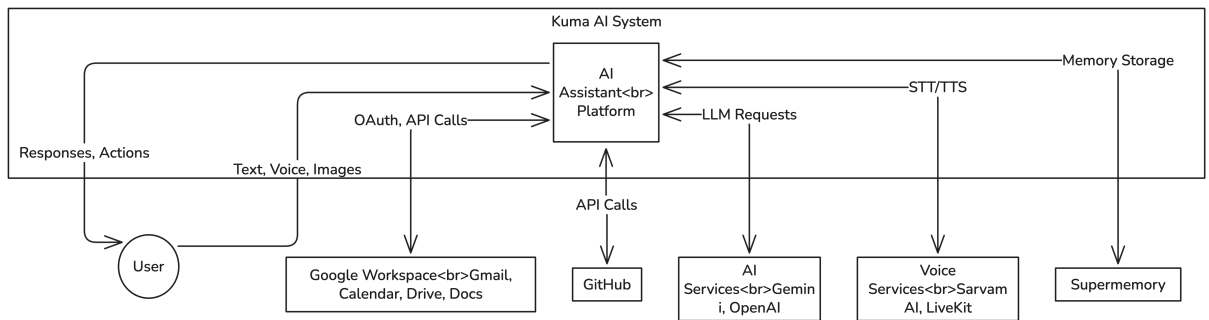 Kuma AI System
AI
Assistant<br>
Platform
Memory Storage
STT/TTS
LLM Requests
OAuth, API Calls
Responses, Actions
Text, Voice, Images
API Calls
User
Google Workspace<br>Gmail,
Calendar, Drive, Docs
GitHub
AI
Services<br>Gemin
i, OpenAI
Voice
Services<br>Sarvam
AI, LiveKit
Supermemory